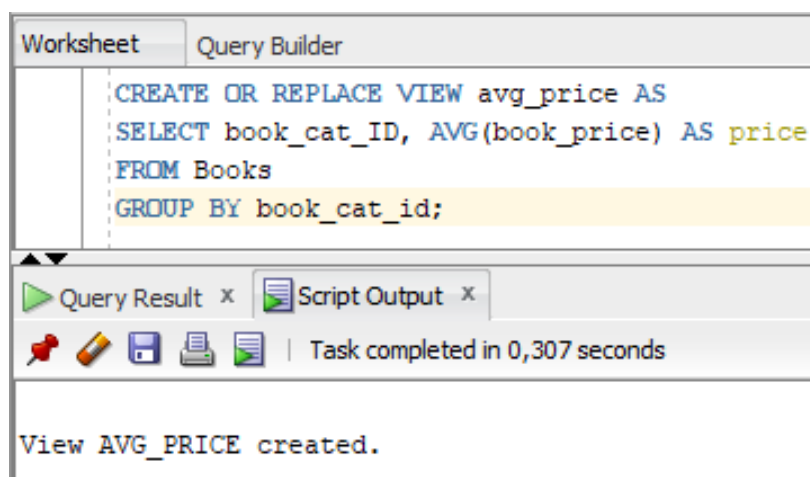 Worksheet Query Builder
CREATE OR REPLACE VIEW avg_price AS
SELECT book_cat_ID, AVG(book_price) AS price
FROM Books
GROUP BY book_cat_id;
Query Result x Script Output x
Task completed in 0,307 seconds
View AVG_PRICE created.